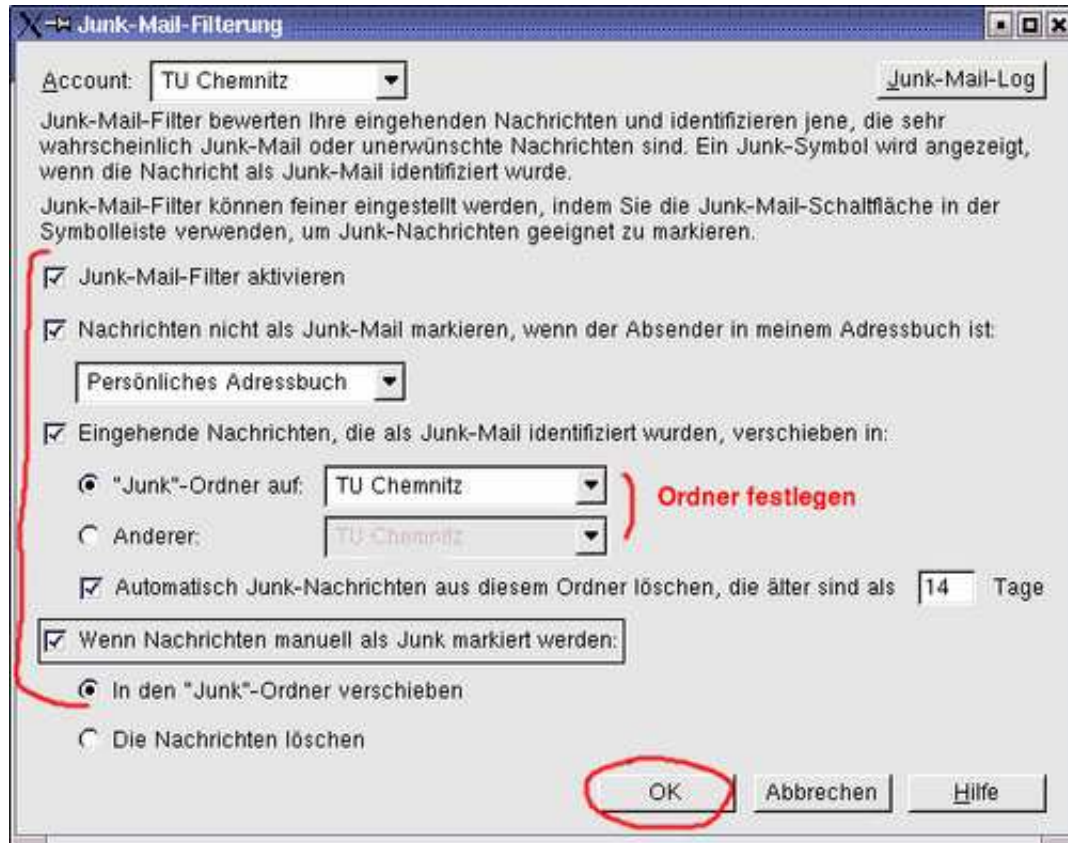 Junk-Mail-Filterung
Account: TU Chemnitz Junk-Mail-Log
Junk-Mail-Filter bewerten Ihre eingehenden Nachrichten und identifizieren jene, die sehr
wahrscheinlich Junk-Mail oder unerwünschte Nachrichten sind. Ein Junk-Symbol wird angezeigt,
wenn die Nachricht als Junk-Mail identifiziert wurde.
Junk-Mail-Filter können feiner eingestellt werden, indem Sie die Junk-Mail-Schaltfläche in der
Symbolleiste verwenden, um Junk-Nachrichten geeignet zu markieren.
Junk-Mail-Filter aktivieren
Nachrichten nicht als Junk-Mail markieren, wenn der Absender in meinem Adressbuch ist:
Persönliches Adressbuch
Eingehende Nachrichten, die als Junk-Mail identifiziert wurden, verschieben in:
"Junk"-Ordner auf: TU Chemnitz Ordner festlegen
Anderer: TU Chemnitz
Automatisch Junk-Nachrichten aus diesem Ordner löschen, die älter sind als 14 Tage
Wenn Nachrichten manuell als Junk markiert werden:
In den "Junk"-Ordner verschieben
Die Nachrichten löschen
OK Abbrechen Hilfe